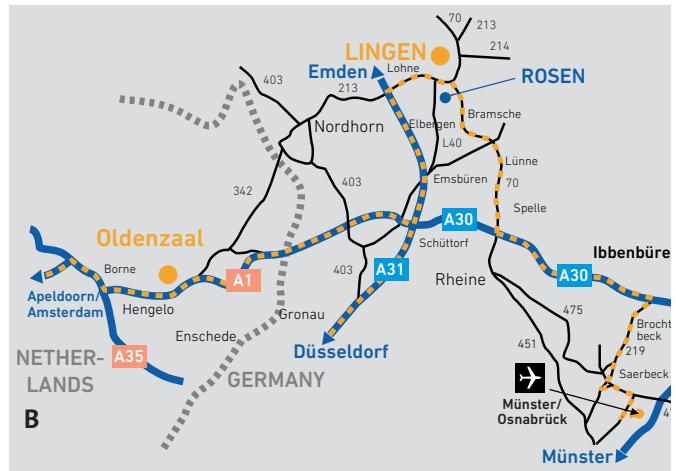 70
213
214
LINGEN
Lohne
Emden
403
213
ROSEN
Bramsche
Elbergen
Nordhorn
L40
Lünne
Emsbüren
342
403
70
Spelle
A30
Oldenzaal
Schüttorf
Ibbenbüre
Borne
A1
403
A31
Rheine
A30
Apeldoorn/
Amsterdam
Hengelo
Gronau
475
Enschede
451
Brocht
beck
Düsseldorf
219
NETHER-
LANDS
A35
GERMANY
Saerbeck
Münster/
Osnabrück
B
Münster